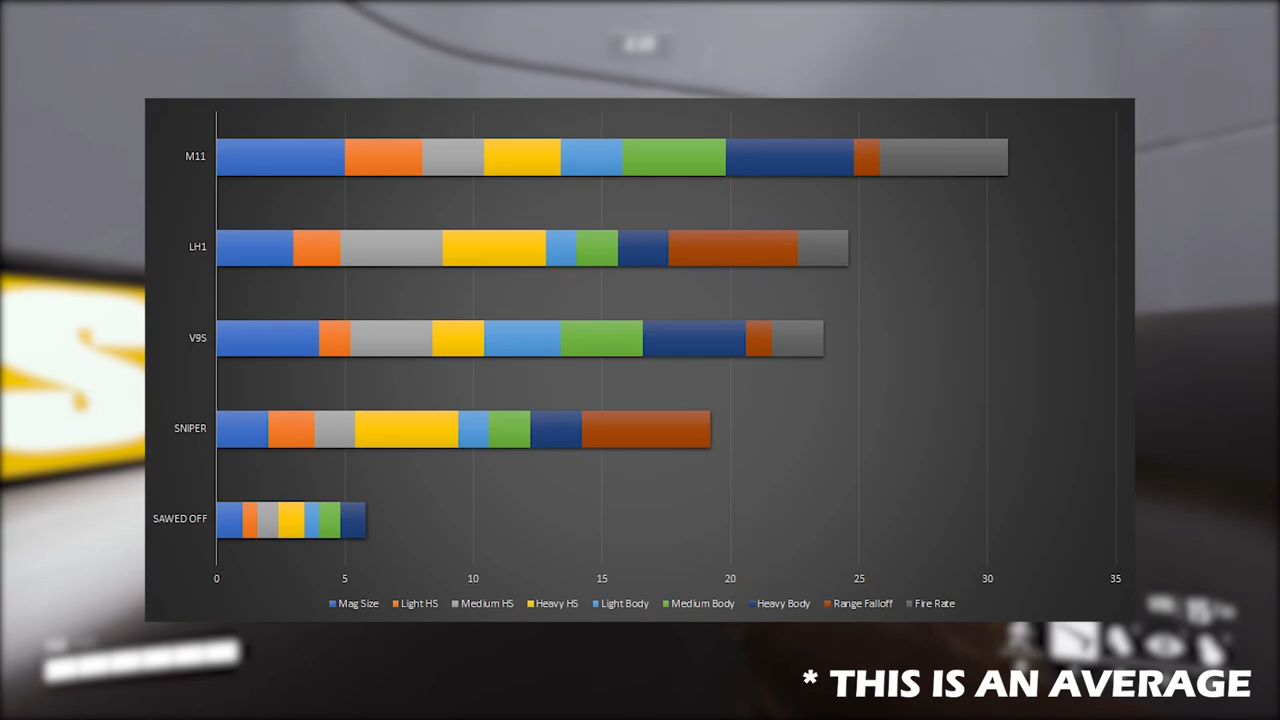 M11
LH1
V9S
SNIPER
SAWED OFF
0 5 10 15 20 25 30 35
Mag Size Light HS Medium HS Heavy HS Light Body Medium Body Heavy Body Range Falloff Fire Rate
S
* THIS IS AN AVERAGE